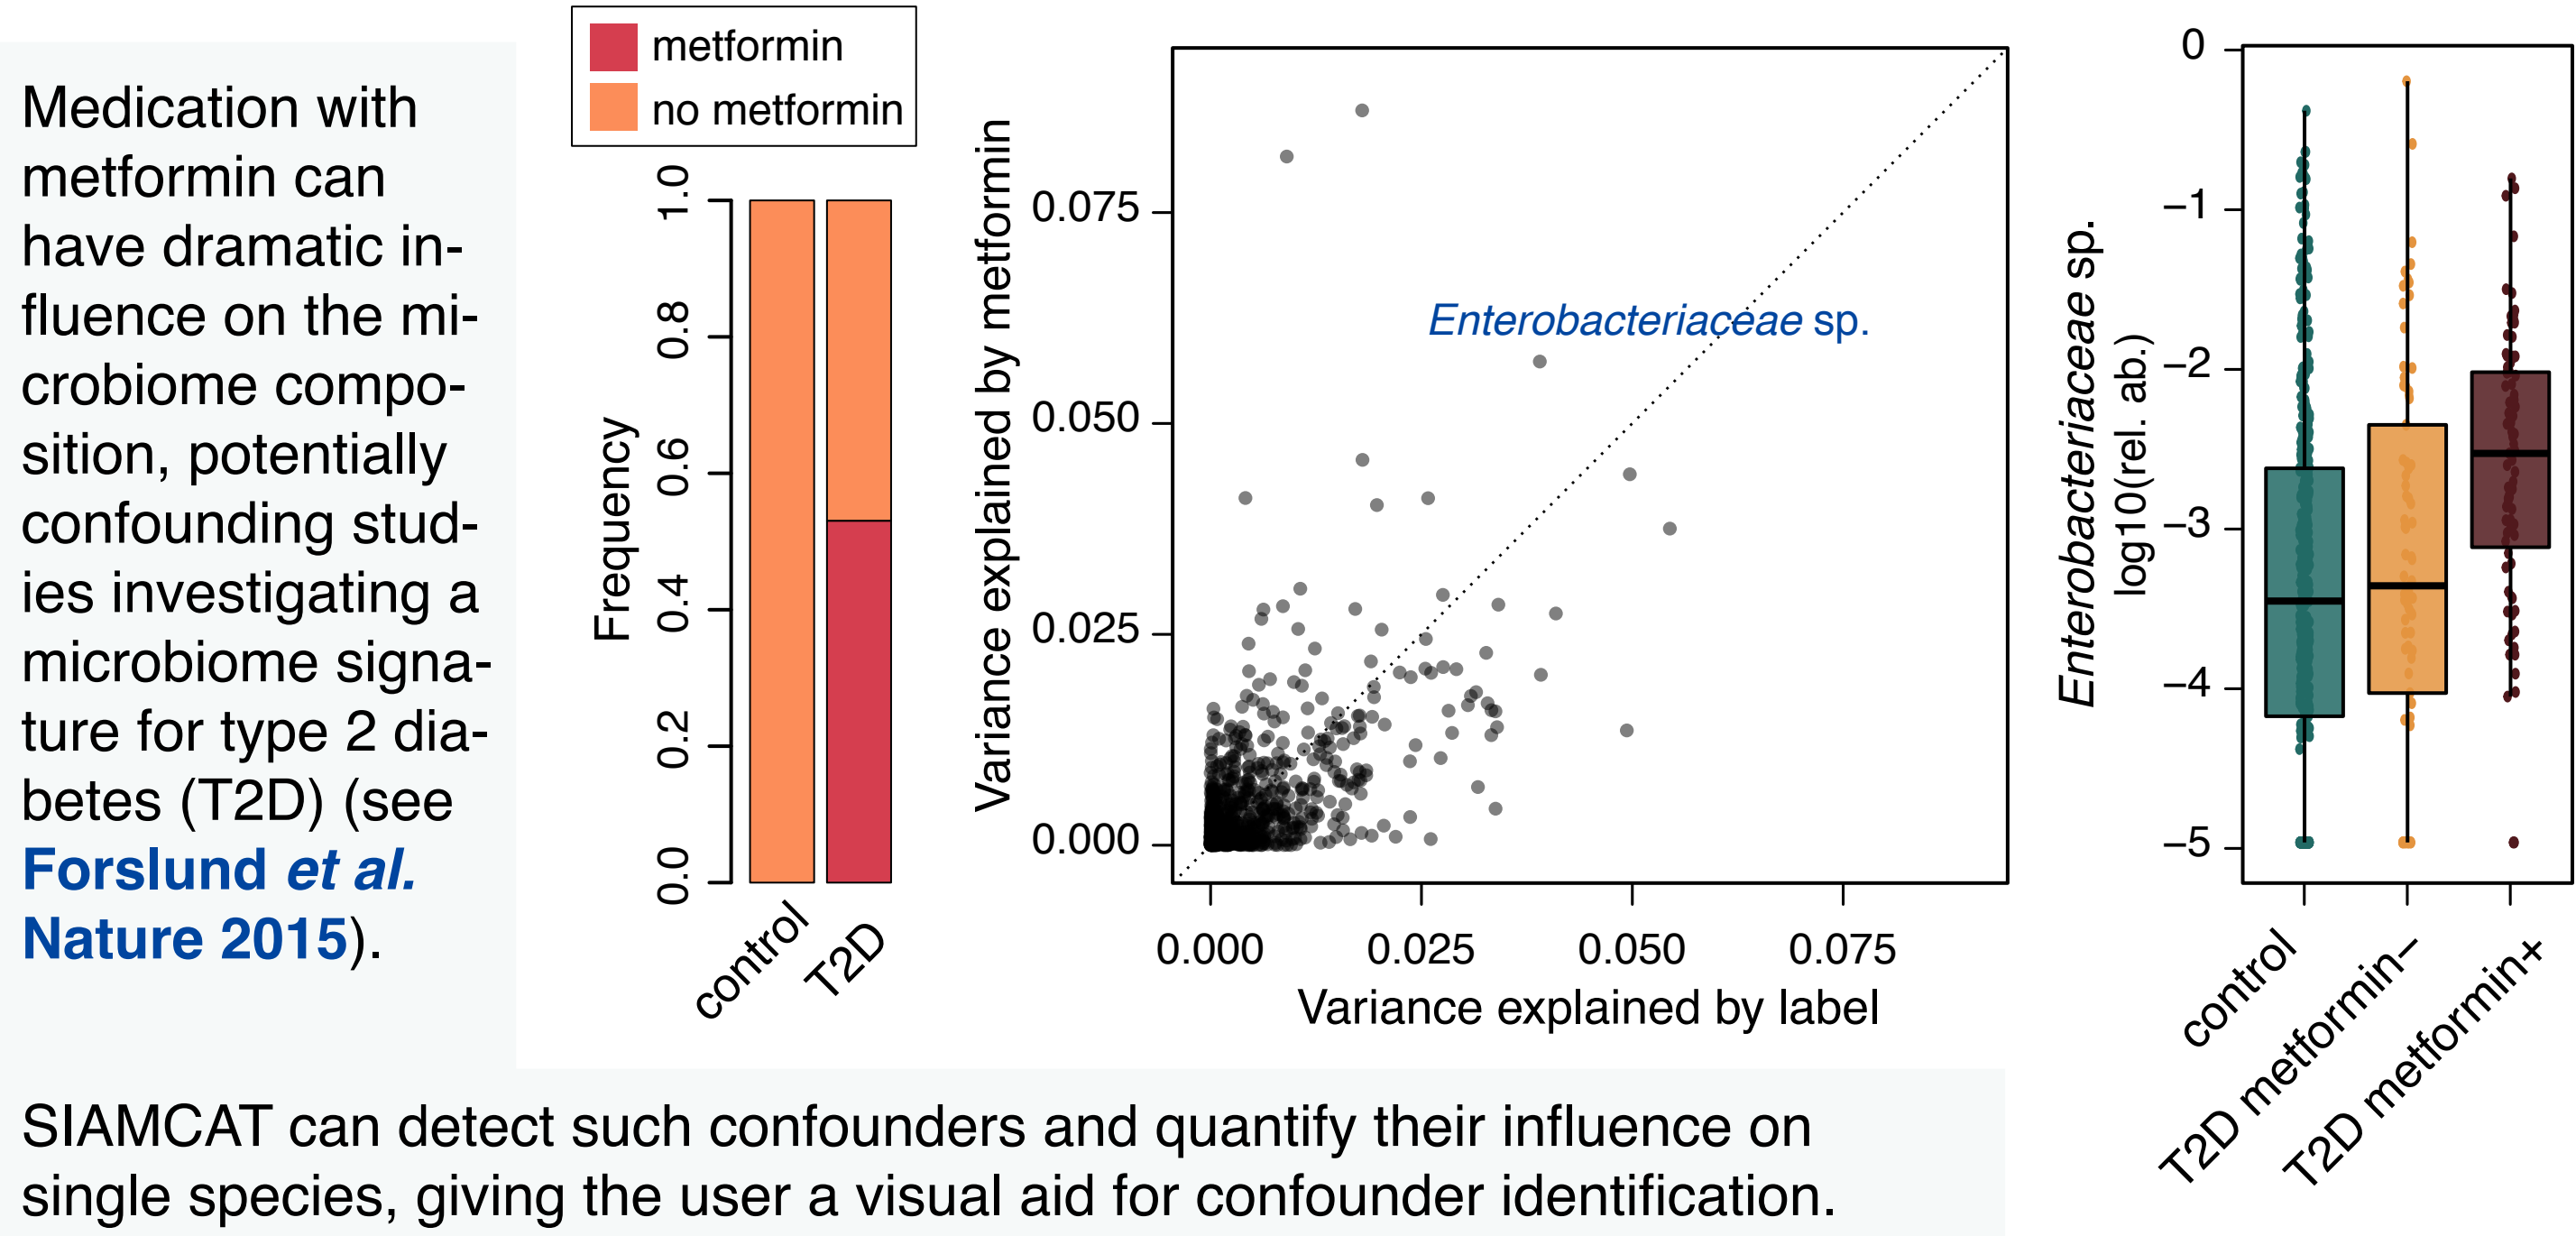 Medication with
metformin can
have dramatic in-
fluence on the mi-
crobiome compo-
sition, potentially
confounding stud-
ies investigating a
microbiome signa-
ture for type 2 dia-
betes (T2D) (see
Forslund et al.
Nature 2015).
metformin
no metformin
Frequency
1.0
0.8
0.6
0.4
0.2
0.0
control
T2D
Variance explained by metformin
0.075
0.050
0.025
0.000
Enterobacteriaceae sp.
0.000
0.025
0.050
0.075
Variance explained by label
Enterobacteriaceae sp.
log10(rel. ab.)
0
−1
−2
−3
−4
−5
control
T2D metformin−
T2D metformin+
SIAMCAT can detect such confounders and quantify their influence on
single species, giving the user a visual aid for confounder identification.